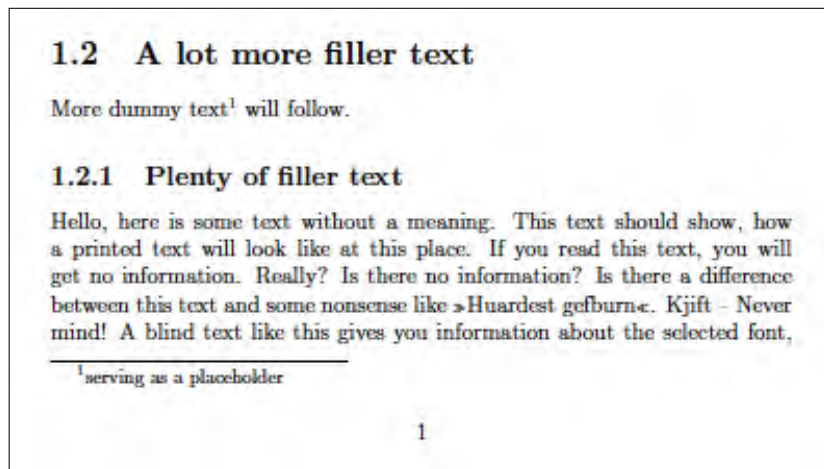 1.2 A lot more filler text
More dummy text¹ will follow.
1.2.1 Plenty of filler text
Hello, here is some text without a meaning. This text should show, how
a printed text will look like at this place. If you read this text, you will
get no information. Really? Is there no information? Is there a difference
between this text and some nonsense like »Huardest gefburn«. Kjift – Never
mind! A blind text like this gives you information about the selected font,
¹serving as a placeholder
1